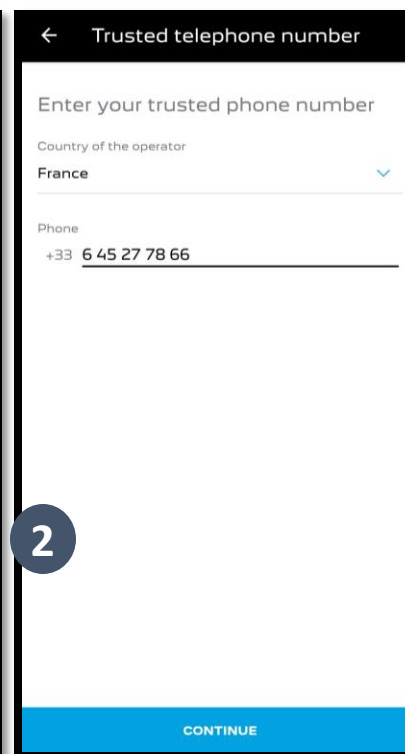 ← Trusted telephone number
Enter your trusted phone number
Country of the operator
France
Phone
+33 6 45 27 78 66
2
CONTINUE